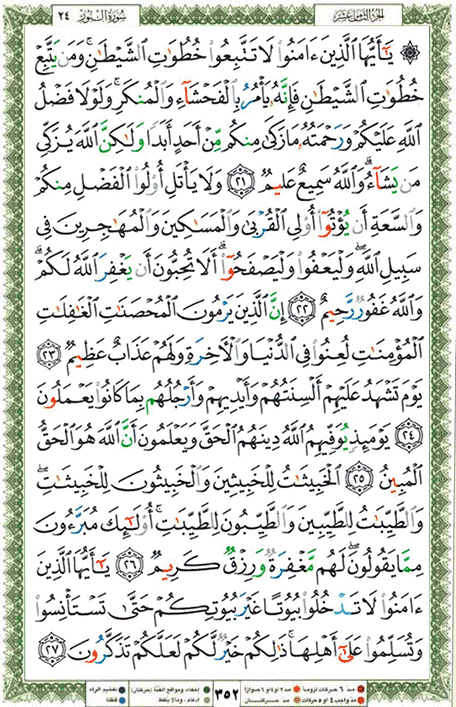 الجزء الثامن عشر
سورة النور ٢٤
۞ يَـٰٓأَيُّهَا ٱلَّذِينَ ءَامَنُوا۟ لَا تَتَّبِعُوا۟ خُطُوَٰتِ ٱلشَّيْطَـٰنِ ۚ وَمَن يَتَّبِعْ
خُطُوَٰتِ ٱلشَّيْطَـٰنِ فَإِنَّهُۥ يَأْمُرُ بِٱلْفَحْشَآءِ وَٱلْمُنكَرِ ۚ وَلَوْلَا فَضْلُ
ٱللَّهِ عَلَيْكُمْ وَرَحْمَتُهُۥ مَا زَكَىٰ مِنكُم مِّنْ أَحَدٍ أَبَدًا وَلَـٰكِنَّ ٱللَّهَ يُزَكِّى
مَن يَشَآءُ ۗ وَٱللَّهُ سَمِيعٌ عَلِيمٌ ٢١ وَلَا يَأْتَلِ أُو۟لُوا۟ ٱلْفَضْلِ مِنكُمْ
وَٱلسَّعَةِ أَن يُؤْتُوٓا۟ أُو۟لِى ٱلْقُرْبَىٰ وَٱلْمَسَـٰكِينَ وَٱلْمُهَـٰجِرِينَ فِى
سَبِيلِ ٱللَّهِ ۖ وَلْيَعْفُوا۟ وَلْيَصْفَحُوٓا۟ ۗ أَلَا تُحِبُّونَ أَن يَغْفِرَ ٱللَّهُ لَكُمْ ۗ
وَٱللَّهُ غَفُورٌ رَّحِيمٌ ٢٢ إِنَّ ٱلَّذِينَ يَرْمُونَ ٱلْمُحْصَنَـٰتِ ٱلْغَـٰفِلَـٰتِ
ٱلْمُؤْمِنَـٰتِ لُعِنُوا۟ فِى ٱلدُّنْيَا وَٱلْـَٔاخِرَةِ وَلَهُمْ عَذَابٌ عَظِيمٌ ٢٣
يَوْمَ تَشْهَدُ عَلَيْهِمْ أَلْسِنَتُهُمْ وَأَيْدِيهِمْ وَأَرْجُلُهُم بِمَا كَانُوا۟ يَعْمَلُونَ
٢٤ يَوْمَئِذٍ يُوَفِّيهِمُ ٱللَّهُ دِينَهُمُ ٱلْحَقَّ وَيَعْلَمُونَ أَنَّ ٱللَّهَ هُوَ ٱلْحَقُّ
ٱلْمُبِينُ ٢٥ ٱلْخَبِيثَـٰتُ لِلْخَبِيثِينَ وَٱلْخَبِيثُونَ لِلْخَبِيثَـٰتِ ۖ
وَٱلطَّيِّبَـٰتُ لِلطَّيِّبِينَ وَٱلطَّيِّبُونَ لِلطَّيِّبَـٰتِ ۚ أُو۟لَـٰٓئِكَ مُبَرَّءُونَ
مِمَّا يَقُولُونَ ۖ لَهُم مَّغْفِرَةٌ وَرِزْقٌ كَرِيمٌ ٢٦ يَـٰٓأَيُّهَا ٱلَّذِينَ
ءَامَنُوا۟ لَا تَدْخُلُوا۟ بُيُوتًا غَيْرَ بُيُوتِكُمْ حَتَّىٰ تَسْتَأْنِسُوا۟
وَتُسَلِّمُوا۟ عَلَىٰٓ أَهْلِهَا ۚ ذَٰلِكُمْ خَيْرٌ لَّكُمْ لَعَلَّكُمْ تَذَكَّرُونَ ٢٧
مد ٦ حركات لزوماً مد ٢ أو ٤ أو ٦ جوازاً
مد واجب ٤ أو ٥ حركات مد حركتان
٣٥٢
إخفاء، ومواقع الغنة (حركتان)
إدغام، وما لا يلفظ
تفخيم الراء
قلقلة